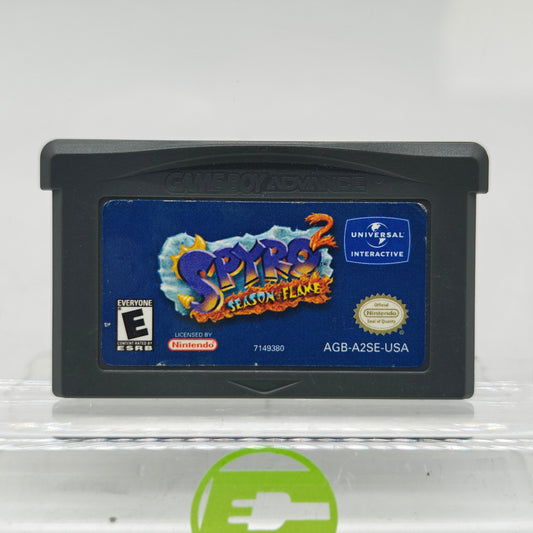 GAME BOY ADVANCE
SPYRO 2
SEASON OF FLAME
UNIVERSAL
INTERACTIVE
EVERYONE
E
CONTENT RATED BY
ESRB
LICENSED BY
Nintendo
7149380
Official
Nintendo
Seal of Quality
AGB-A2SE-USA